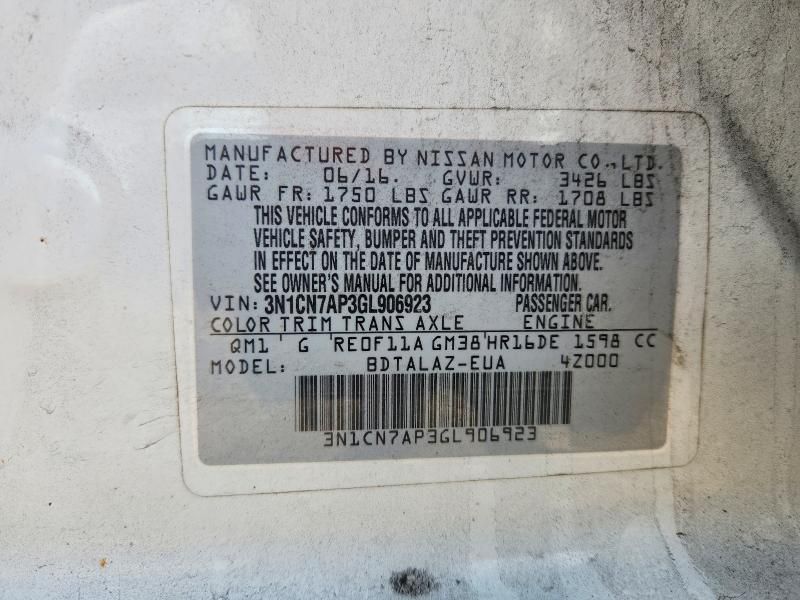 MANUFACTURED BY NISSAN MOTOR CO.,LTD.
DATE: 06/16. GVWR: 3426 LBS
GAWR FR: 1750 LBS GAWR RR: 1708 LBS
THIS VEHICLE CONFORMS TO ALL APPLICABLE FEDERAL MOTOR
VEHICLE SAFETY, BUMPER AND THEFT PREVENTION STANDARDS
IN EFFECT ON THE DATE OF MANUFACTURE SHOWN ABOVE.
SEE OWNER'S MANUAL FOR ADDITIONAL INFORMATION.
VIN: 3N1CN7AP3GL906923 PASSENGER CAR.
COLOR TRIM TRANS AXLE ENGINE
QM1 ' G ' RE0F11A GM38'HR16DE 1598 CC
MODEL: BDTALAZ-EUA 4Z000
3N1CN7AP3GL906923